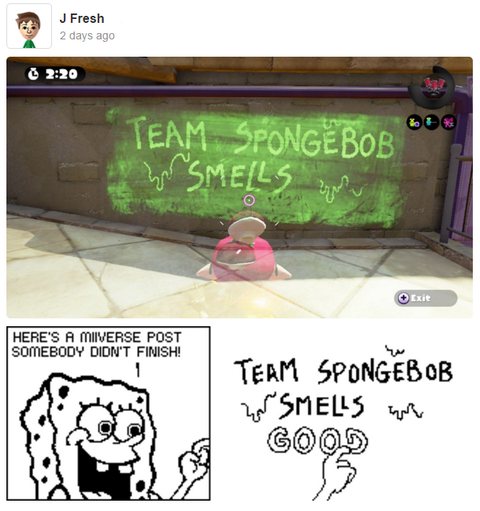 J Fresh
2 days ago
2:20
TEAM SPONGEBOB
SMELLS
Exit
HERE'S A MIIVERSE POST
SOMEBODY DIDN'T FINISH!
TEAM SPONGEBOB
SMELLS
GOOD